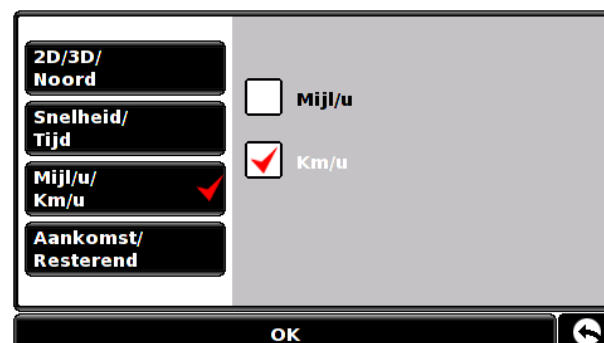 2D/3D/
Noord
Snelheid/
Tijd
Mijl/u/
Km/u
Aankomst/
Resterend
Mijl/u
Km/u
OK